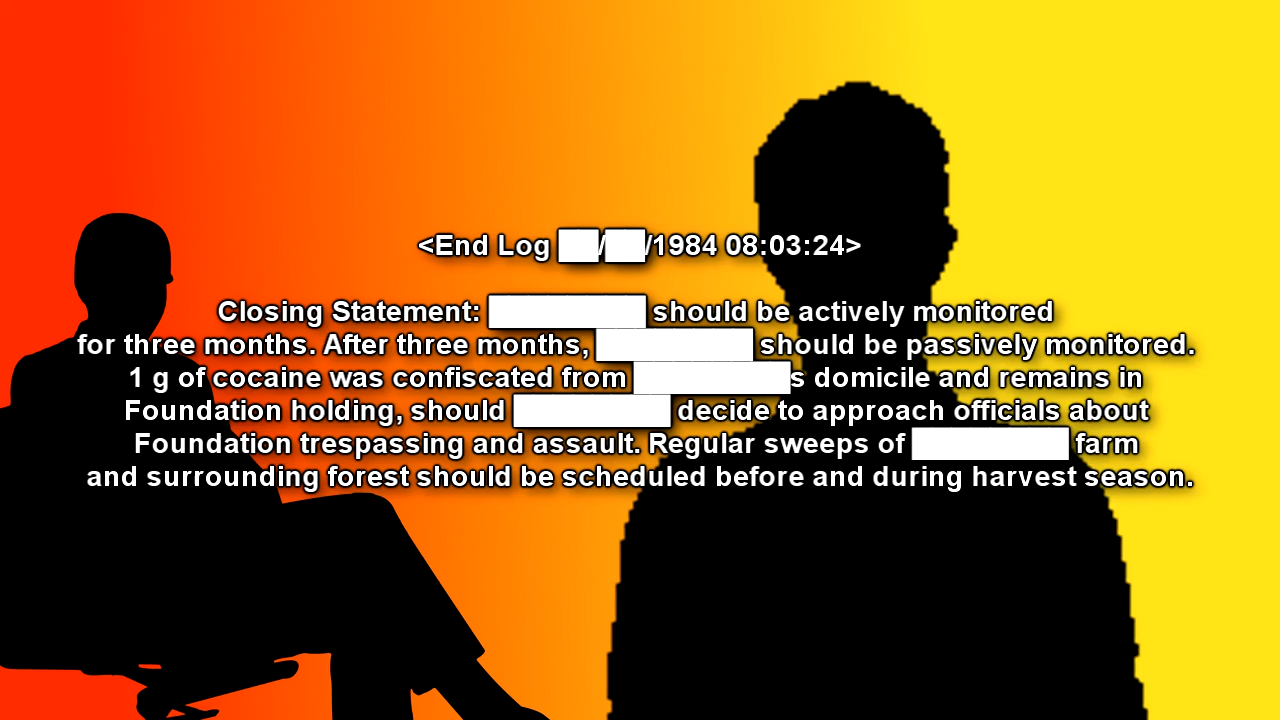 <End Log ██/██/1984 08:03:24>
Closing Statement: ████████ should be actively monitored
for three months. After three months, ████████ should be passively monitored.
1 g of cocaine was confiscated from ████████s domicile and remains in
Foundation holding, should ████████ decide to approach officials about
Foundation trespassing and assault. Regular sweeps of ████████ farm
and surrounding forest should be scheduled before and during harvest season.